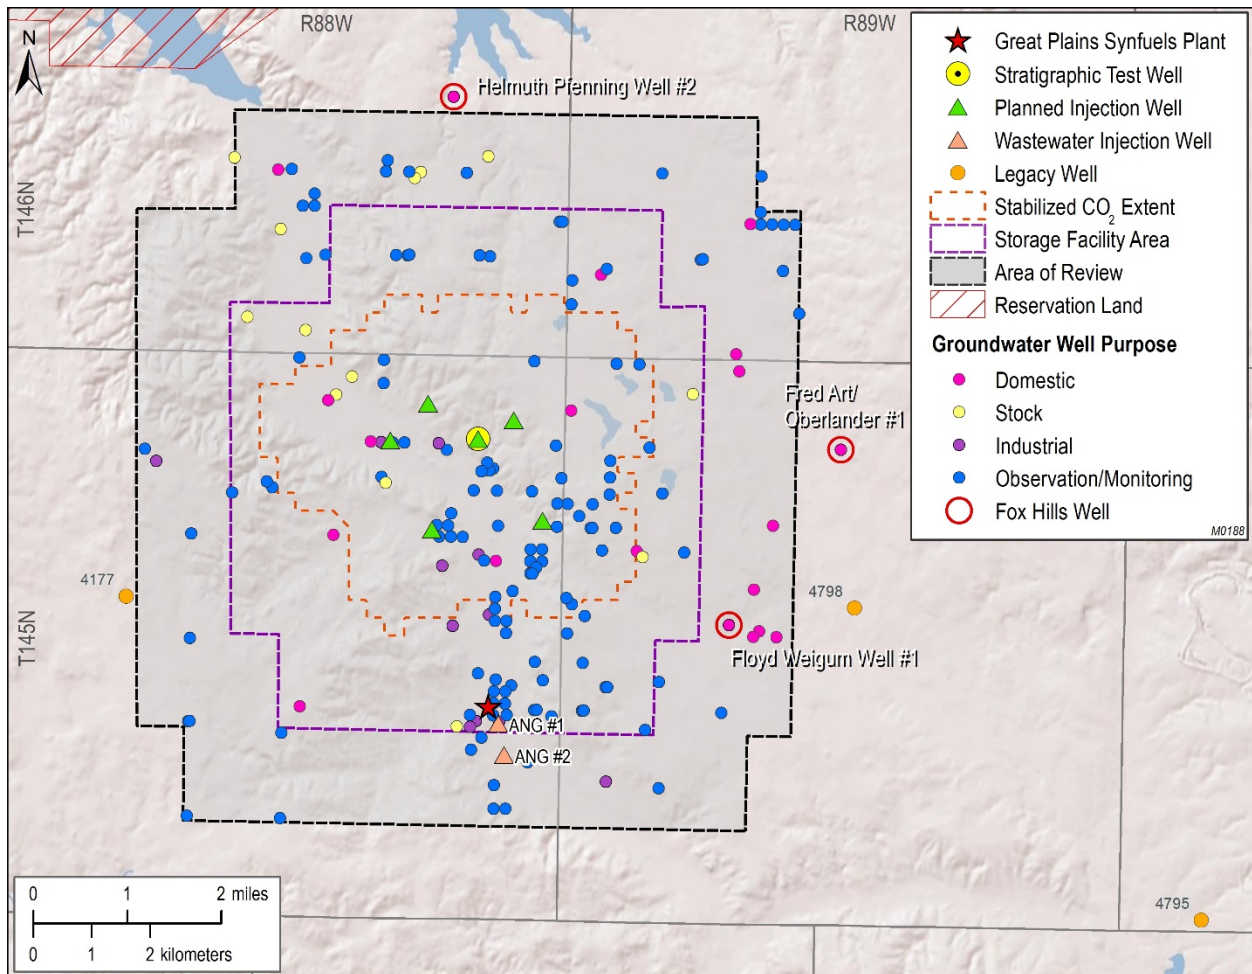 R88W
R89W
N
Helmuth Pfenning Well #2
T146N
Fred Art/
Oberlander #1
4177
4798
T145N
Floyd Weigum Well #1
ANG #1
ANG #2
4795
0 1 2 miles
0 1 2 kilometers
Great Plains Synfuels Plant
Stratigraphic Test Well
Planned Injection Well
Wastewater Injection Well
Legacy Well
Stabilized CO₂ Extent
Storage Facility Area
Area of Review
Reservation Land
Groundwater Well Purpose
Domestic
Stock
Industrial
Observation/Monitoring
Fox Hills Well
M0188